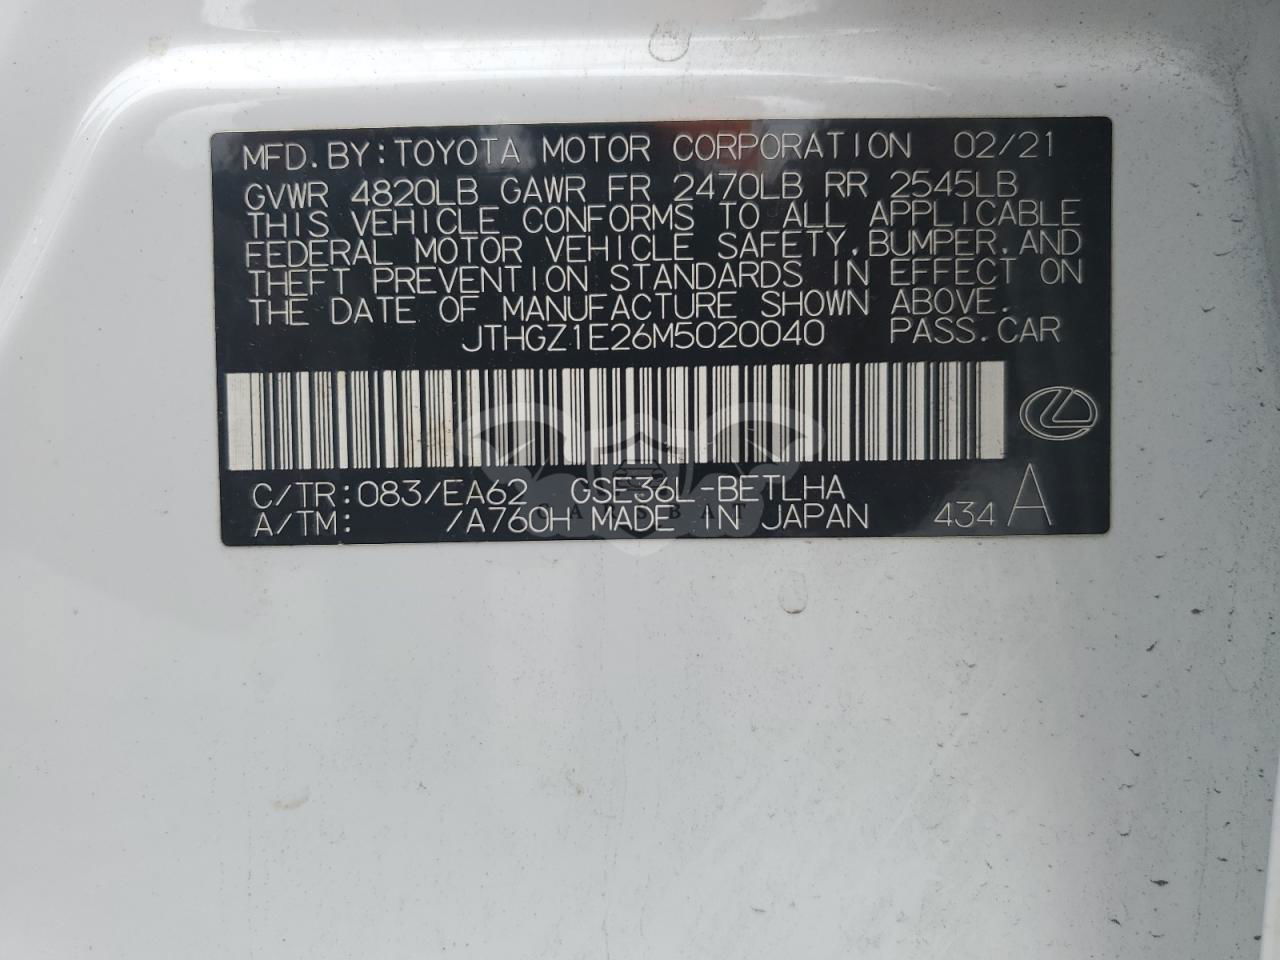 MFD.BY:TOYOTA MOTOR CORPORATION 02/21
GVWR 4820LB GAWR FR 2470LB RR 2545LB
THIS VEHICLE CONFORMS TO ALL APPLICABLE
FEDERAL MOTOR VEHICLE SAFETY,BUMPER,AND
THEFT PREVENTION STANDARDS IN EFFECT ON
THE DATE OF MANUFACTURE SHOWN ABOVE.
JTHGZ1E26M5020040 PASS.CAR
C/TR:083/EA62 GSE36L-BETLHA
A/TM: /A760H MADE IN JAPAN 434 A
CARSBAT